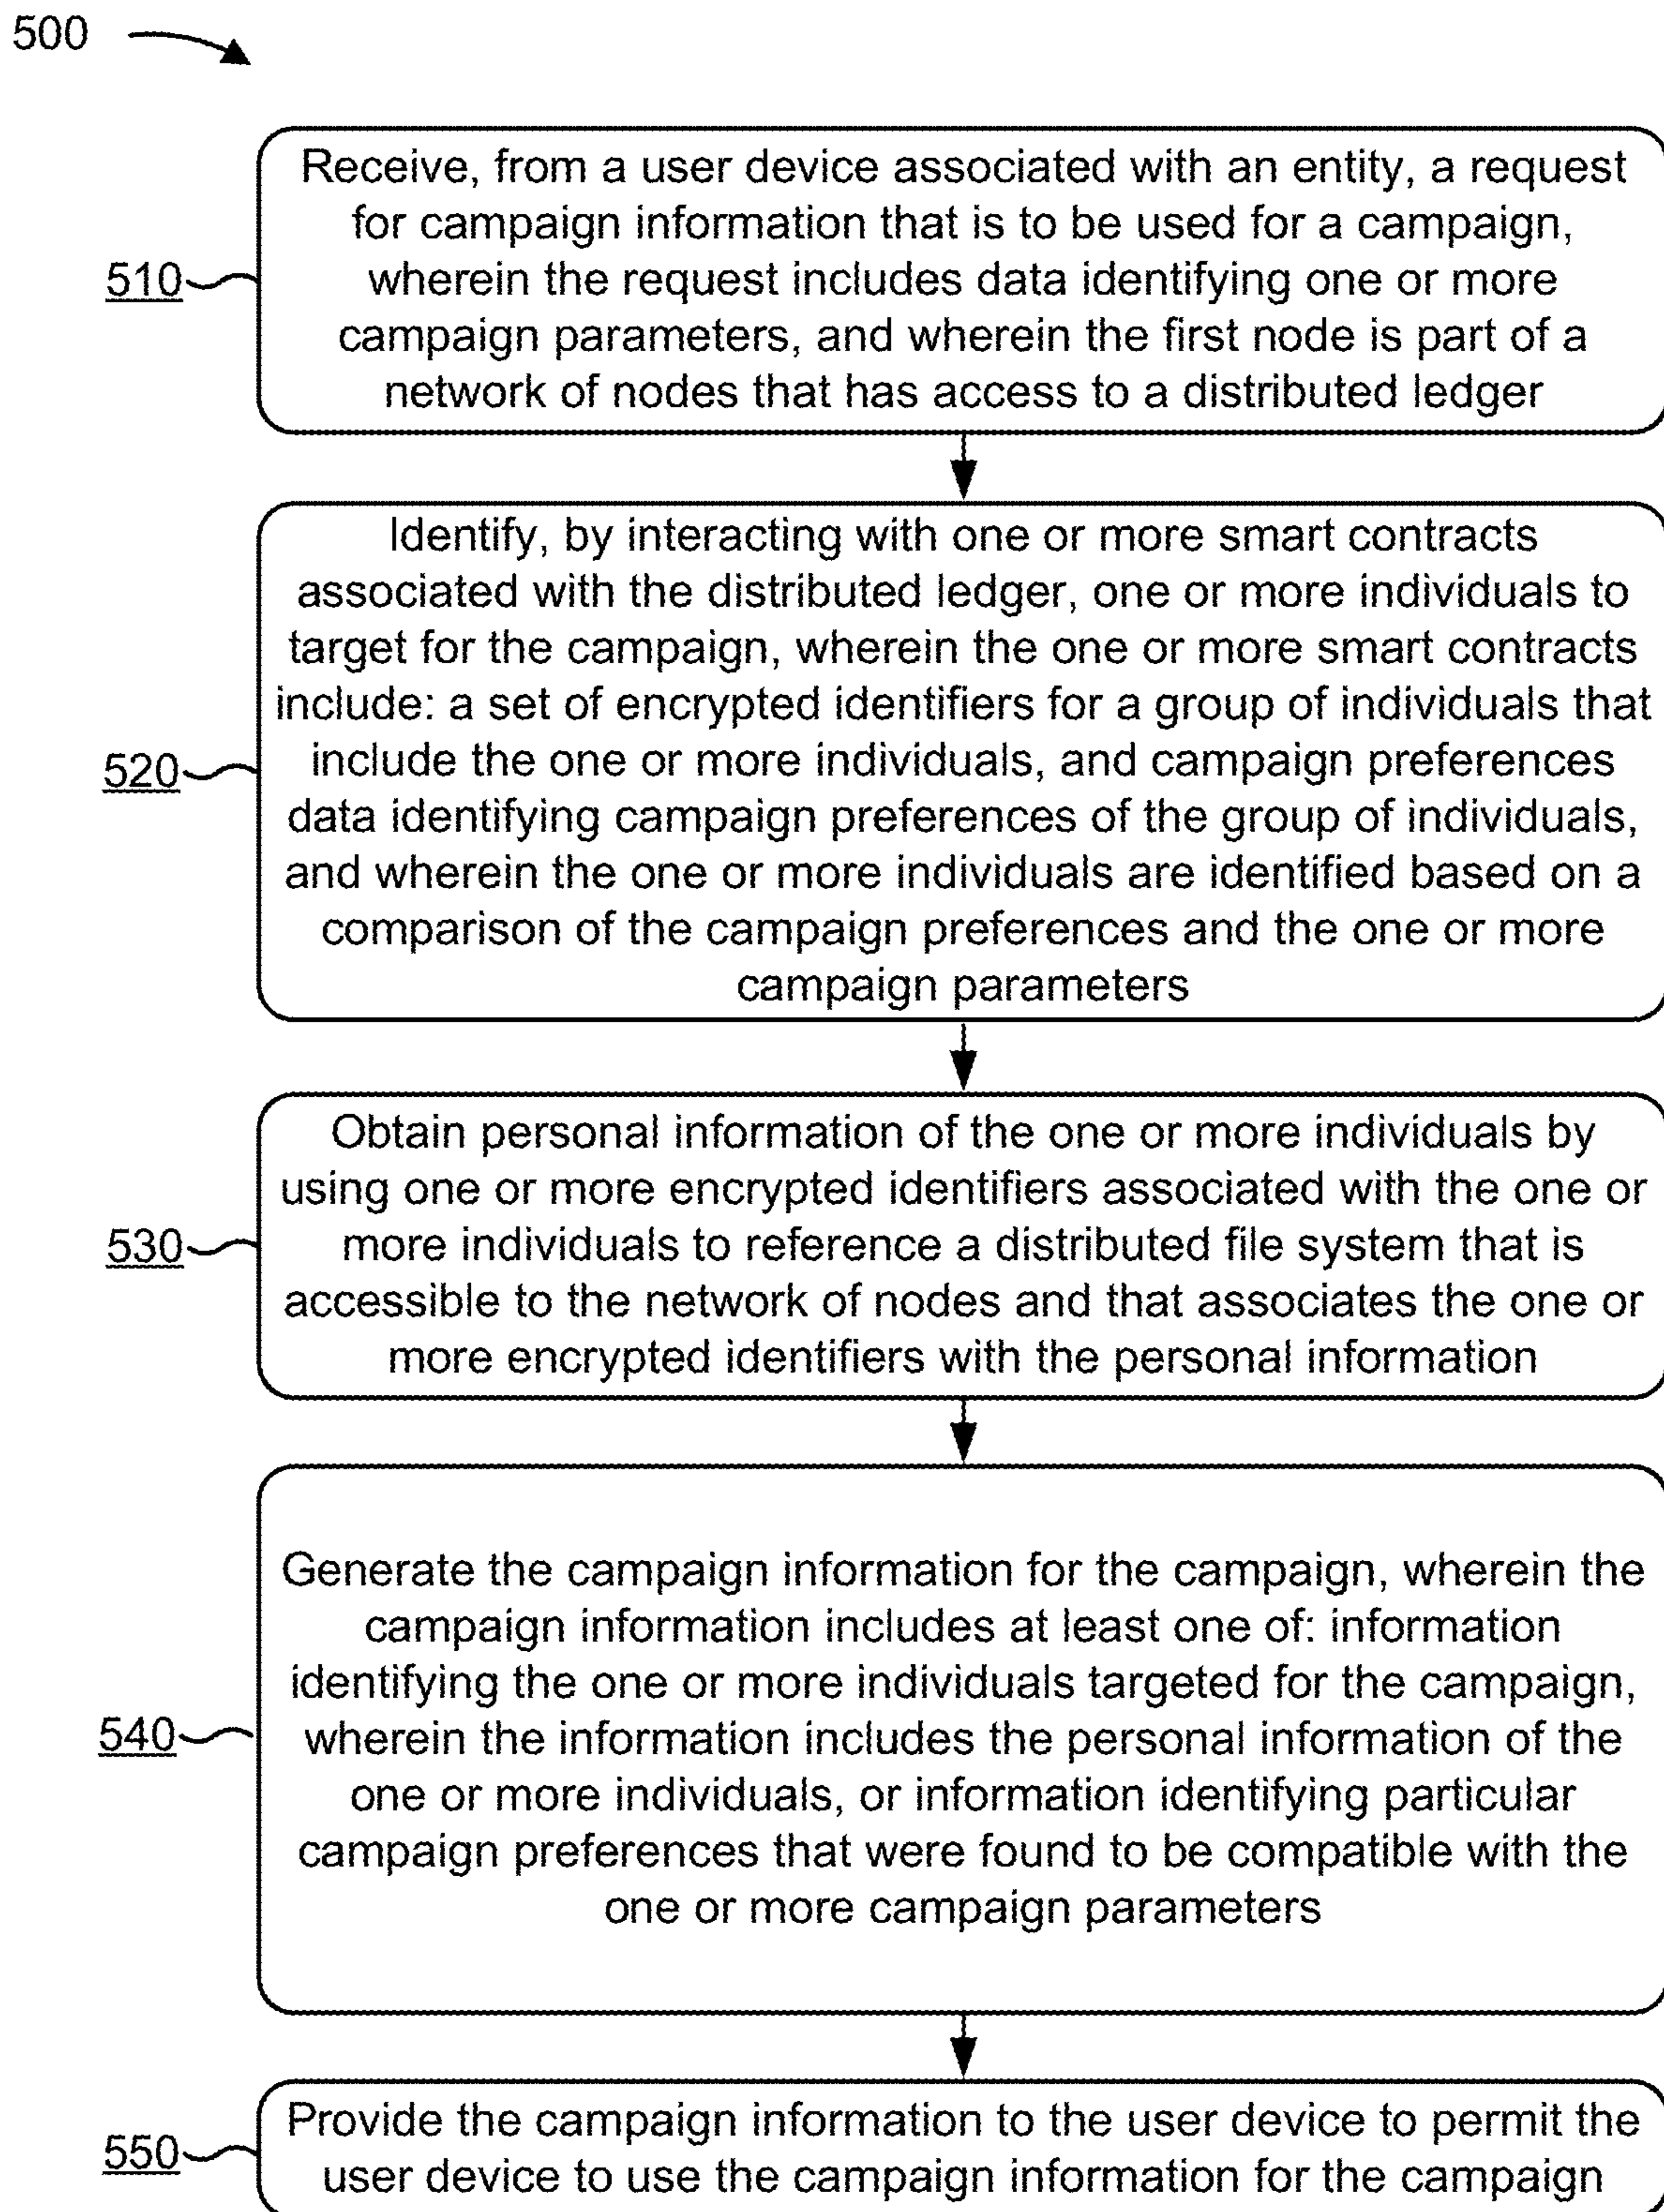 500
Receive, from a user device associated with an entity, a request
for campaign information that is to be used for a campaign,
wherein the request includes data identifying one or more
campaign parameters, and wherein the first node is part of a
network of nodes that has access to a distributed ledger
510
Identify, by interacting with one or more smart contracts
associated with the distributed ledger, one or more individuals to
target for the campaign, wherein the one or more smart contracts
include: a set of encrypted identifiers for a group of individuals that
include the one or more individuals, and campaign preferences
data identifying campaign preferences of the group of individuals,
and wherein the one or more individuals are identified based on a
comparison of the campaign preferences and the one or more
campaign parameters
520
Obtain personal information of the one or more individuals by
using one or more encrypted identifiers associated with the one or
more individuals to reference a distributed file system that is
accessible to the network of nodes and that associates the one or
more encrypted identifiers with the personal information
530
Generate the campaign information for the campaign, wherein the
campaign information includes at least one of: information
identifying the one or more individuals targeted for the campaign,
wherein the information includes the personal information of the
one or more individuals, or information identifying particular
campaign preferences that were found to be compatible with the
one or more campaign parameters
540
Provide the campaign information to the user device to permit the
user device to use the campaign information for the campaign
550